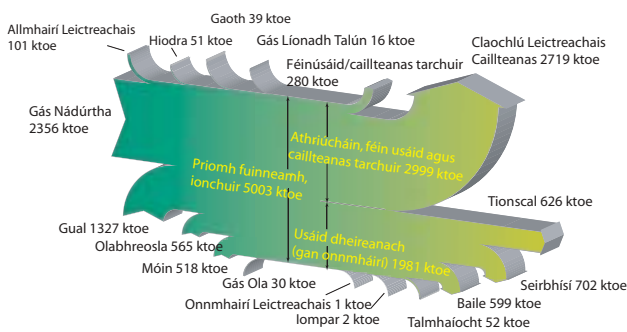 Gaoth 39 ktoe
Allmhairí Leictreachais
101 ktoe
Hiodra 51 ktoe
Gás Líonadh Talún 16 ktoe
Féinúsáid/caillteanas tarchuir
280 ktoe
Claochlú Leictreachais
Caillteanas 2719 ktoe
Gás Nádúrtha
2356 ktoe
Athriúcháin, féin usáid agus
caillteanas tarchuir 2999 ktoe
Priomh fuinneamh,
ionchuir 5003 ktoe
Tionscal 626 ktoe
Gual 1327 ktoe
Olabhreosla 565 ktoe
Móin 518 ktoe
Usáid dheireanach
(gan onnmháirí) 1981 ktoe
Gás Ola 30 ktoe
Onnmhairí Leictreachais 1 ktoe
Iompar 2 ktoe
Seirbhísí 702 ktoe
Baile 599 ktoe
Talmhaíocht 52 ktoe